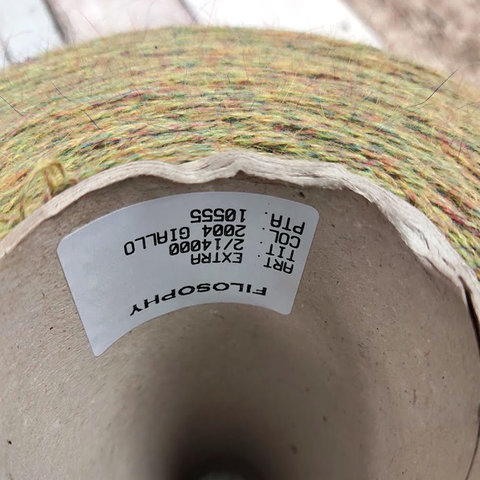 FILOSOPHY
ART. EXTRA
TIT. 2/14000
COL. 2004 GIALLO
PTA. 10555